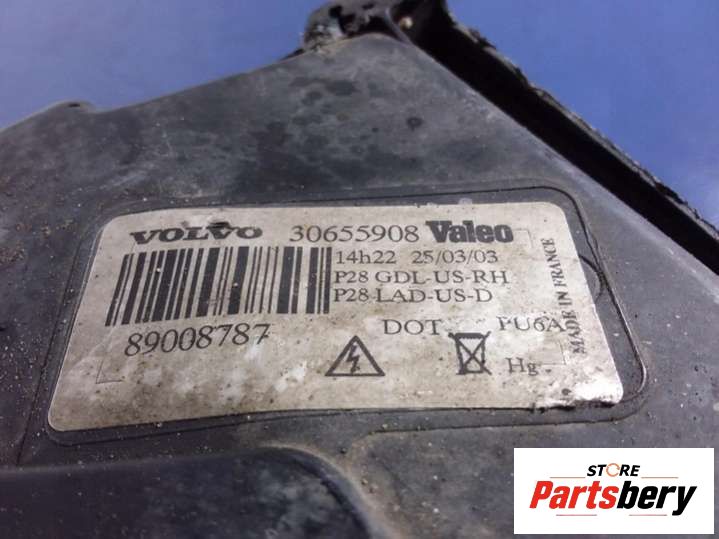 VOLVO 30655908 Valeo
14h22 25/03/03
P28 GDL-US-RH
P28 LAD-US-D
89008787
DOT PU6A
Hg
MADE IN FRANCE
STORE
Partsbery